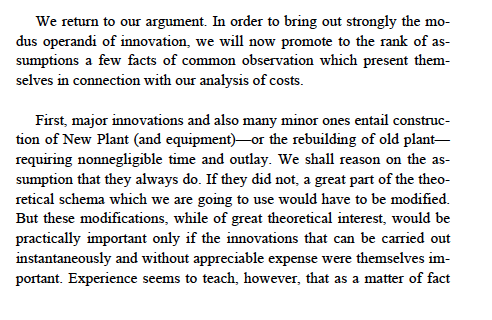 We return to our argument. In order to bring out strongly the mo-
dus operandi of innovation, we will now promote to the rank of as-
sumptions a few facts of common observation which present them-
selves in connection with our analysis of costs.
First, major innovations and also many minor ones entail construc-
tion of New Plant (and equipment)—or the rebuilding of old plant—
requiring nonnegligible time and outlay. We shall reason on the as-
sumption that they always do. If they did not, a great part of the theo-
retical schema which we are going to use would have to be modified.
But these modifications, while of great theoretical interest, would be
practically important only if the innovations that can be carried out
instantaneously and without appreciable expense were themselves im-
portant. Experience seems to teach, however, that as a matter of fact